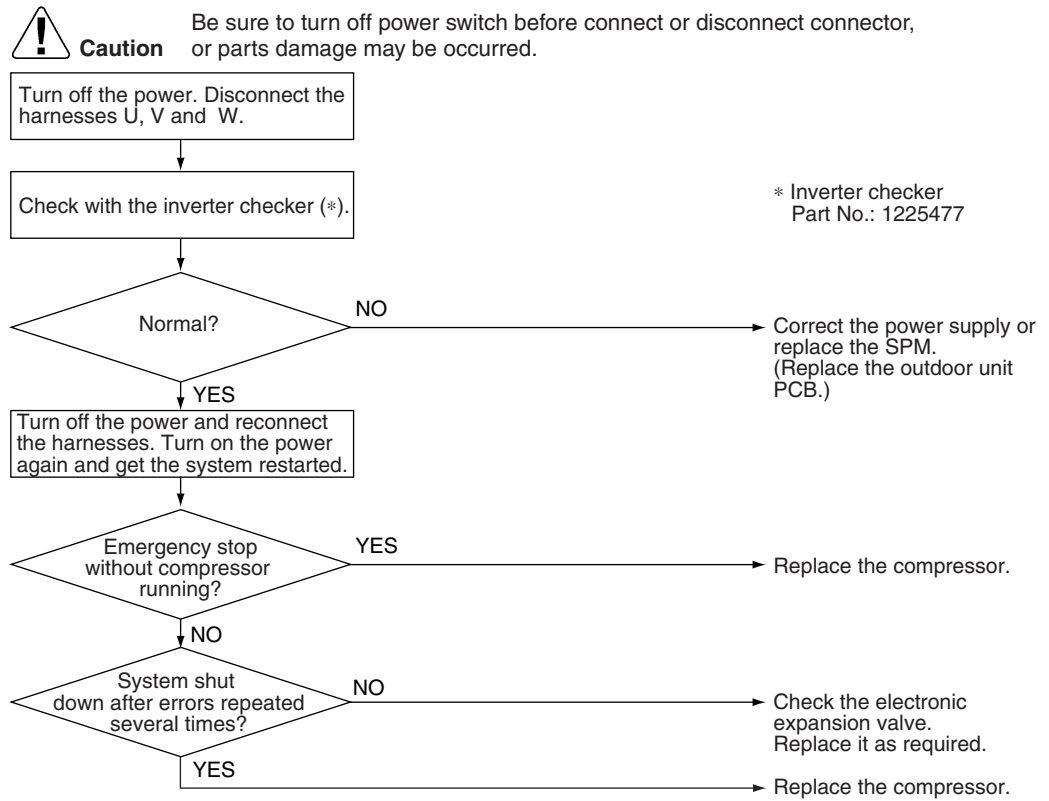 Be sure to turn off power switch before connect or disconnect connector,
Caution or parts damage may be occurred.
Turn off the power. Disconnect the
harnesses U, V and W.
Check with the inverter checker (*).
* Inverter checker
Part No.: 1225477
Normal?
NO
Correct the power supply or
replace the SPM.
(Replace the outdoor unit
PCB.)
YES
Turn off the power and reconnect
the harnesses. Turn on the power
again and get the system restarted.
Emergency stop
without compressor
running?
YES
Replace the compressor.
NO
System shut
down after errors repeated
several times?
NO
Check the electronic
expansion valve.
Replace it as required.
YES
Replace the compressor.